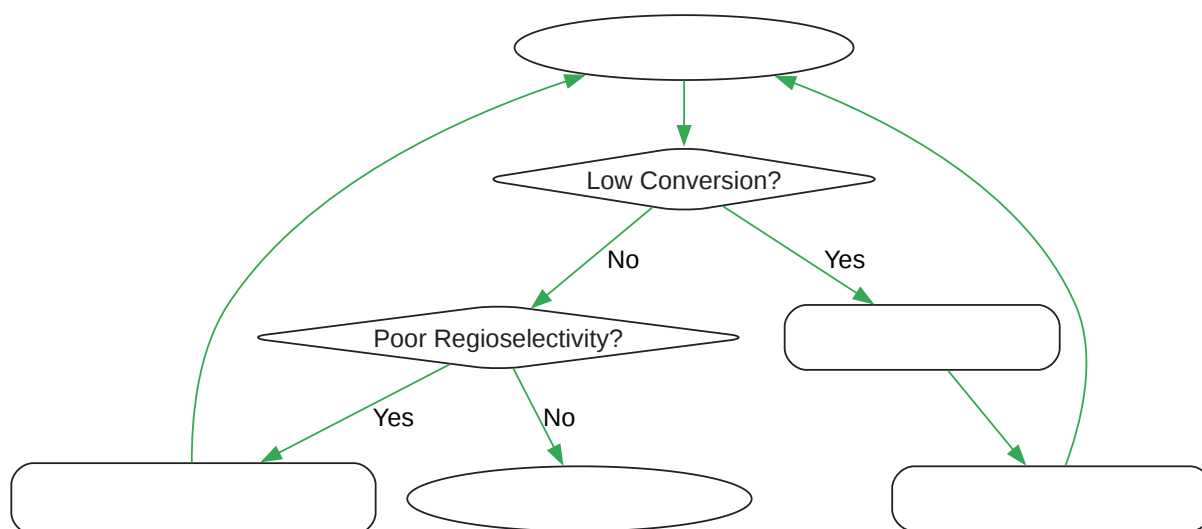 Low Conversion?
No
Yes
Poor Regioselectivity?
Yes
No